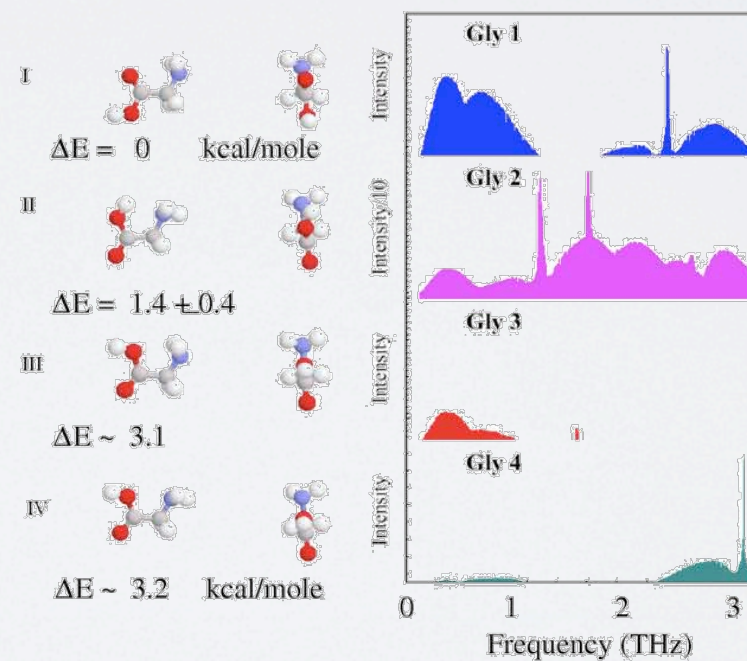 I
ΔE = 0 kcal/mole
II
ΔE = 1.4 ±0.4
III
ΔE ~ 3.1
IV
ΔE ~ 3.2 kcal/mole
Gly 1
Intensity
Gly 2
Intensity/10
Gly 3
Intensity
Gly 4
Intensity
0 1 2 3
Frequency (THz)